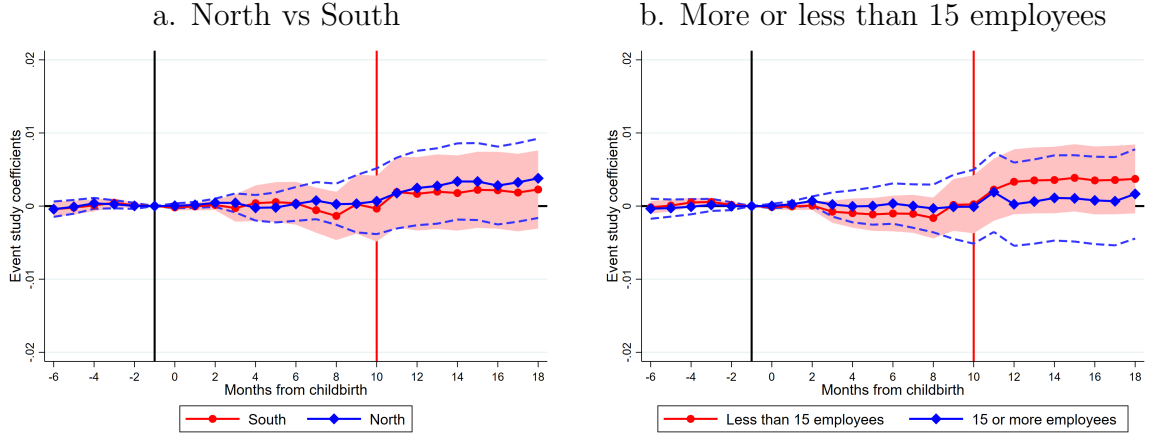 a. North vs South
Event study coefficients
.02
.01
0
-.01
-.02
-6 -4 -2 0 2 4 6 8 10 12 14 16 18
Months from childbirth
South North
b. More or less than 15 employees
Event study coefficients
.02
.01
0
-.01
-.02
-6 -4 -2 0 2 4 6 8 10 12 14 16 18
Months from childbirth
Less than 15 employees 15 or more employees